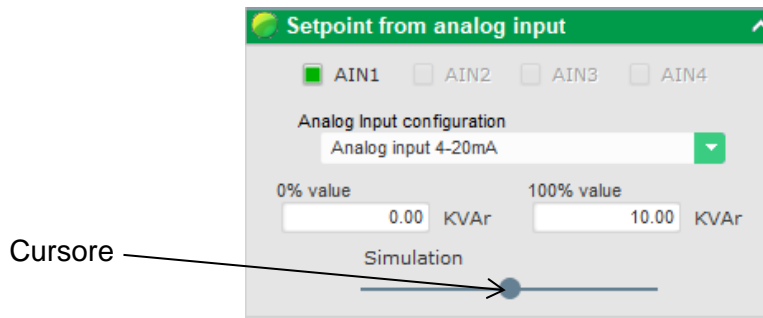 Setpoint from analog input
AIN1 AIN2 AIN3 AIN4
Analog Input configuration
Analog input 4-20mA
0% value 100% value
0.00 KVAr 10.00 KVAr
Cursore
Simulation